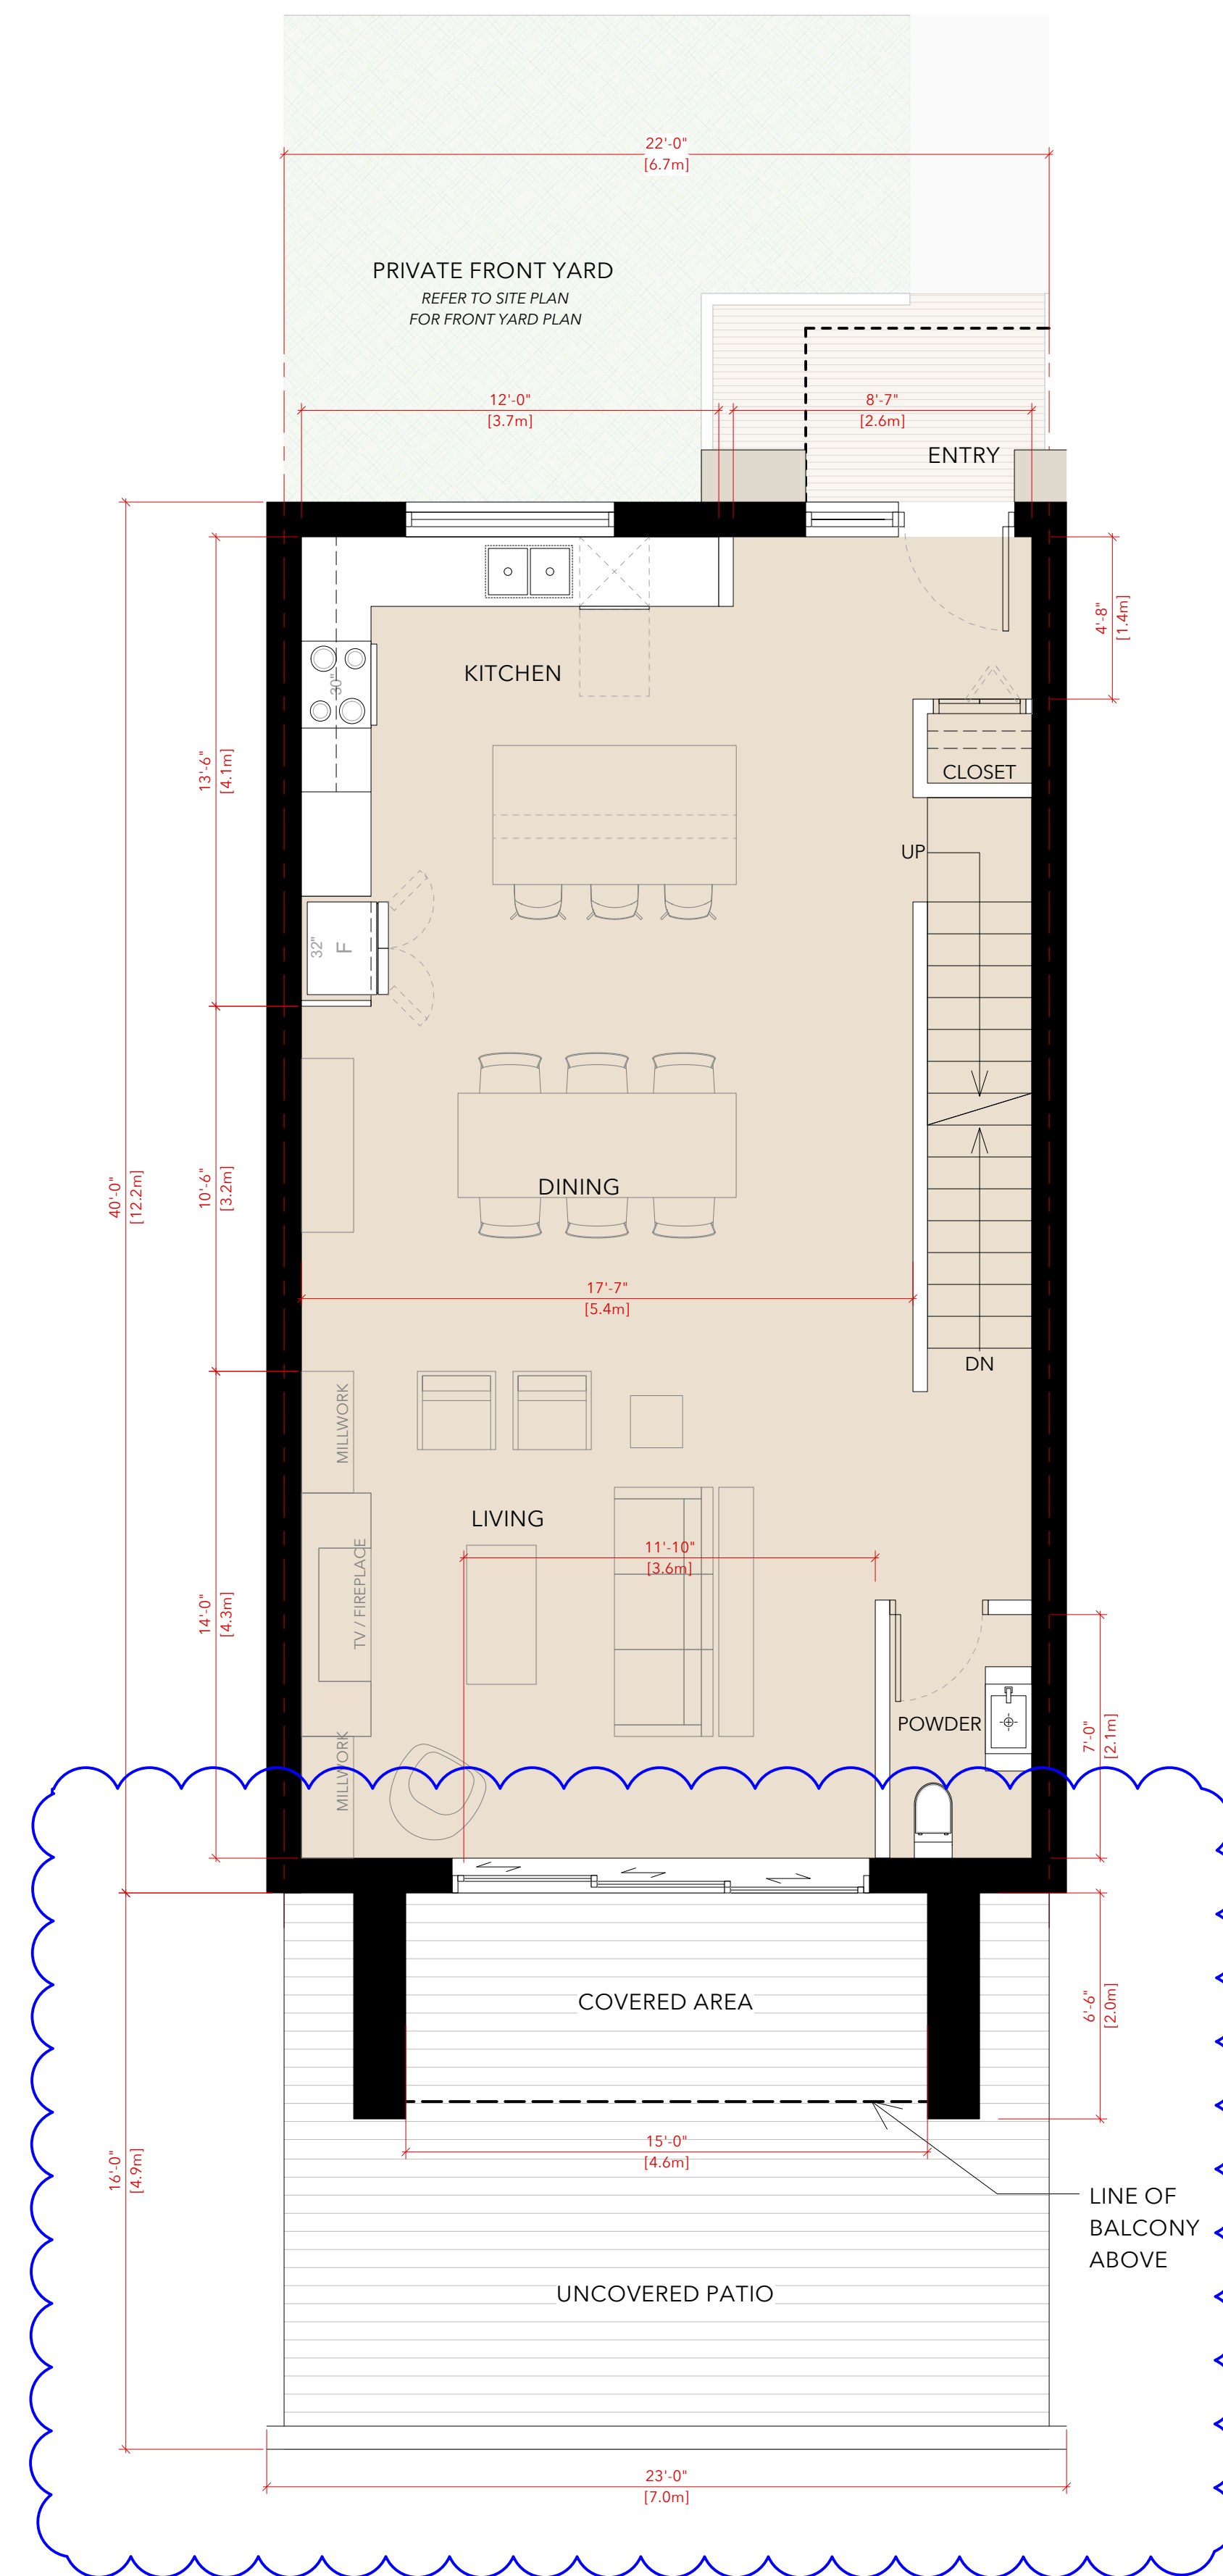 22'-0"
[6.7m]
PRIVATE FRONT YARD
REFER TO SITE PLAN
FOR FRONT YARD PLAN
12'-0"
[3.7m]
8'-7"
[2.6m]
ENTRY
4'-8"
[1.4m]
KITCHEN
30"
13'-6"
[4.1m]
CLOSET
UP
32"
F
40'-0"
[12.2m]
10'-6"
[3.2m]
DINING
17'-7"
[5.4m]
DN
MILLWORK
LIVING
11'-10"
[3.6m]
TV / FIREPLACE
14'-0"
[4.3m]
POWDER
7'-0"
[2.1m]
MILLWORK
COVERED AREA
6'-6"
[2.0m]
15'-0"
[4.6m]
16'-0"
[4.9m]
LINE OF
BALCONY
ABOVE
UNCOVERED PATIO
23'-0"
[7.0m]